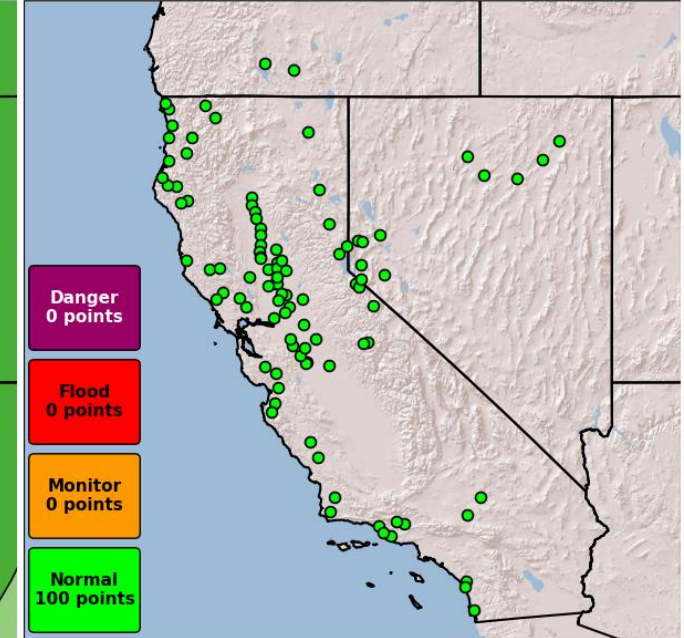 Danger
0 points
Flood
0 points
Monitor
0 points
Normal
100 points